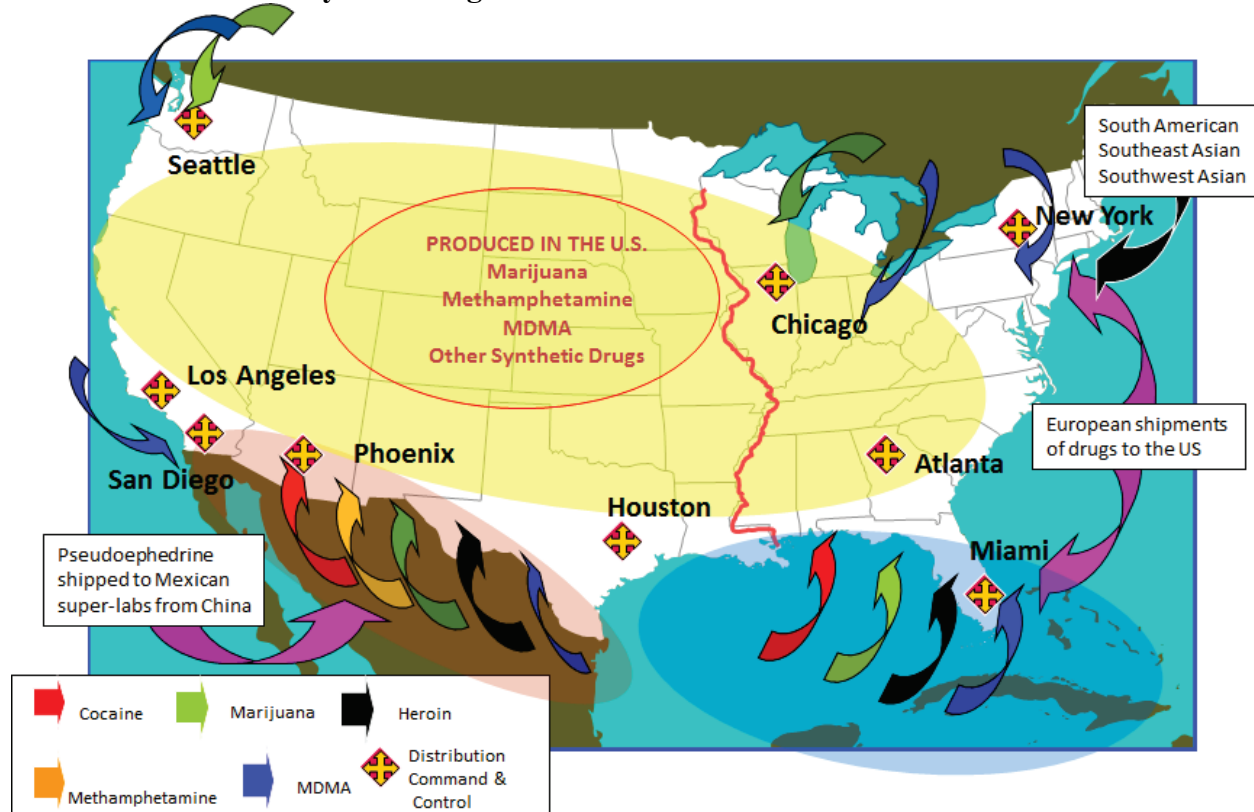 Seattle
South American
Southeast Asian
Southwest Asian
New York
PRODUCED IN THE U.S.
Marijuana
Methamphetamine
MDMA
Other Synthetic Drugs
Chicago
Los Angeles
European shipments
of drugs to the US
Phoenix
San Diego
Atlanta
Houston
Miami
Pseudoephedrine
shipped to Mexican
super-labs from China
Cocaine
Marijuana
Heroin
Methamphetamine
MDMA
Distribution
Command &
Control